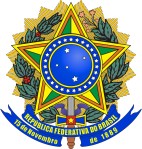 REPÚBLICA FEDERATIVA DO BRASIL
15 de Novembro de 1889